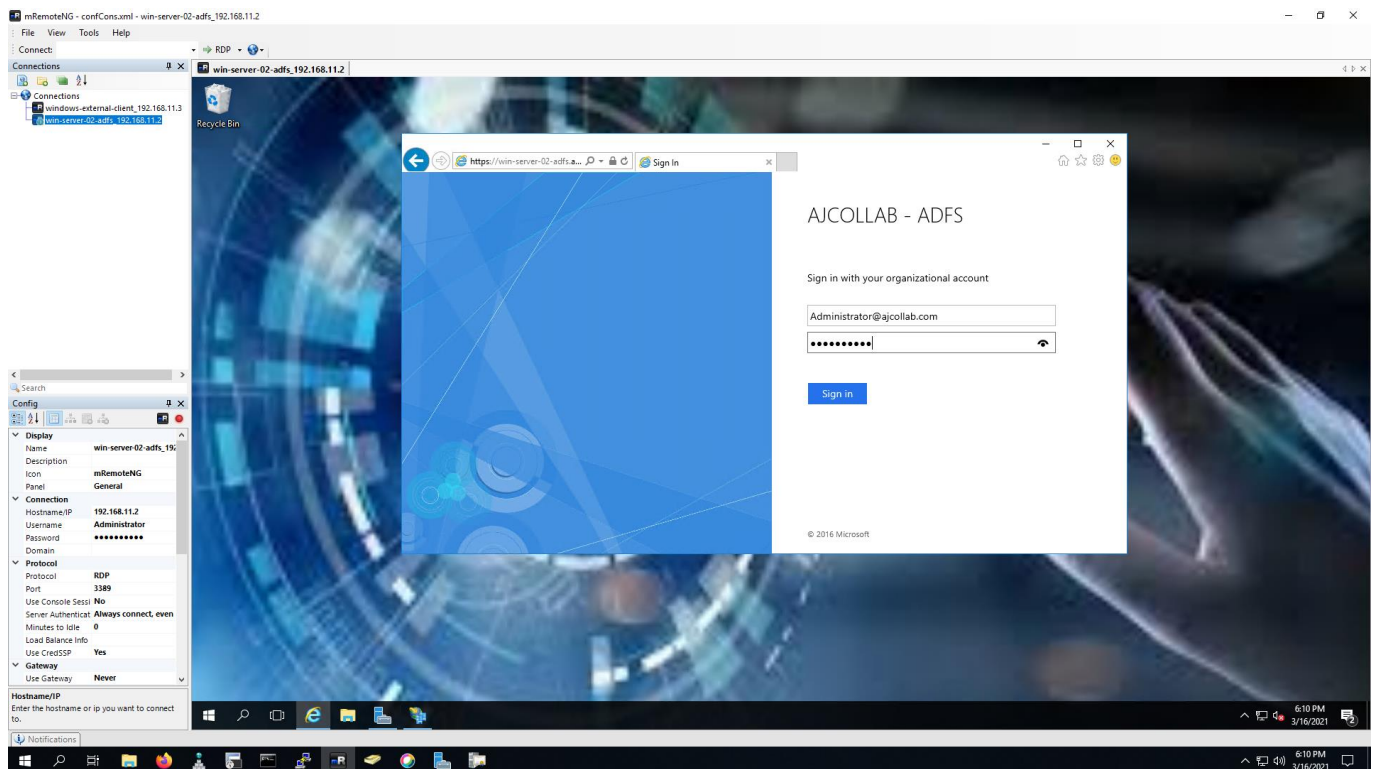 mRemoteNG - confCons.xml - win-server-02-adfs_192.168.11.2
File View Tools Help
Connect: RDP
Connections
win-server-02-adfs_192.168.11.2
Connections
windows-external-client_192.168.11.3
win-server-02-adfs_192.168.11.2
Recycle Bin
https://win-server-02-adfs.a...
Sign In
AJCOLLAB - ADFS
Sign in with your organizational account
Administrator@ajcollab.com
●●●●●●●●●●
Sign in
© 2016 Microsoft
Search
Config
Display
Name win-server-02-adfs_192
Description
Icon mRemoteNG
Panel General
Connection
Hostname/IP 192.168.11.2
Username Administrator
Password ●●●●●●●●●●
Domain
Protocol
Protocol RDP
Port 3389
Use Console Sessi No
Server Authenticat Always connect, even
Minutes to Idle 0
Load Balance Info
Use CredSSP Yes
Gateway
Use Gateway Never
Hostname/IP
Enter the hostname or ip you want to connect
to.
6:10 PM
3/16/2021
Notifications
6:10 PM
3/16/2021